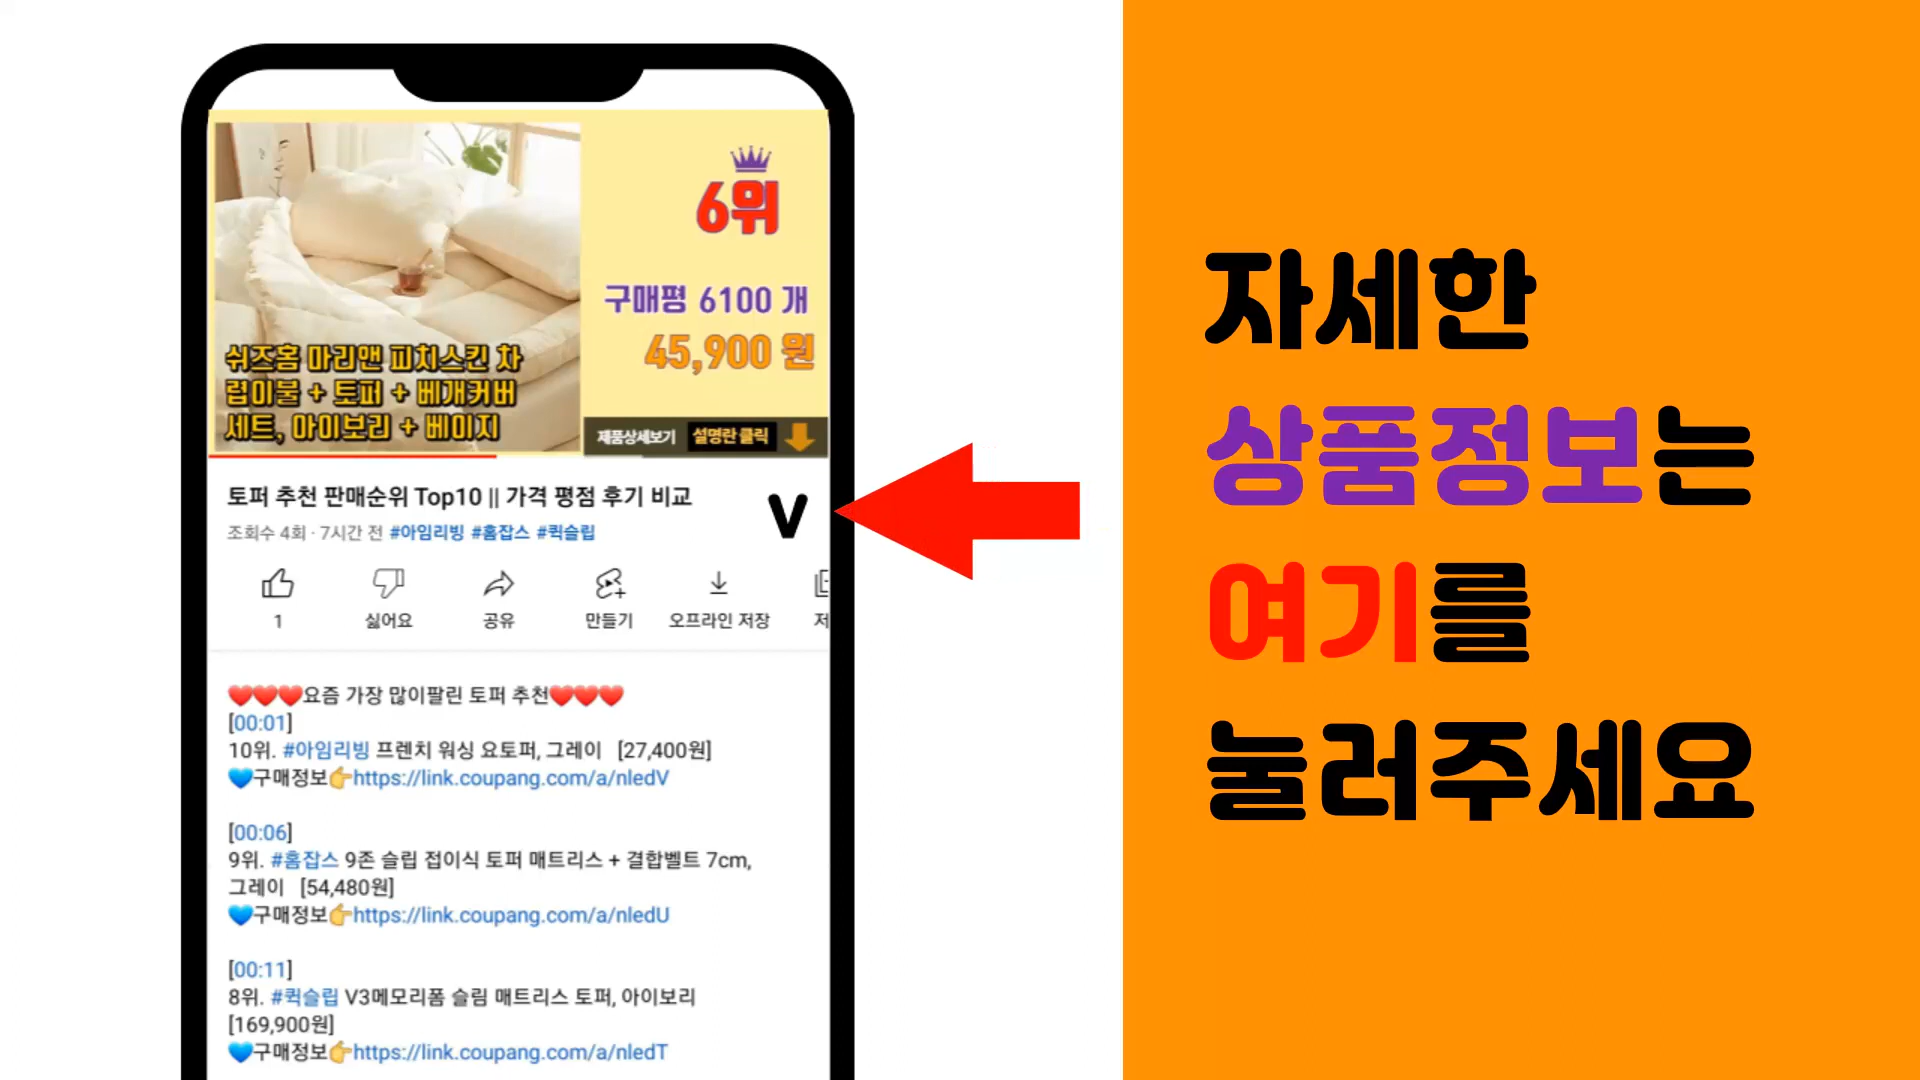 6위
구매평 6100 개
45,900 원
쉬즈홈 마리앤 피치스킨 차
렵이불 + 토퍼 + 베개커버
세트, 아이보리 + 베이지
제품상세보기 설명란 클릭
토퍼 추천 판매순위 Top10 || 가격 평점 후기 비교
V
조회수 4회 · 7시간 전 #아임리빙 #홈잡스 #퀵슬립
1 싫어요 공유 만들기 오프라인 저장 저
❤️❤️❤️요즘 가장 많이팔린 토퍼 추천❤️❤️❤️
[00:01]
10위. #아임리빙 프렌치 워싱 요토퍼, 그레이 [27,400원]
💙구매정보👉https://link.coupang.com/a/nledV
[00:06]
9위. #홈잡스 9존 슬립 접이식 토퍼 매트리스 + 결합벨트 7cm,
그레이 [54,480원]
💙구매정보👉https://link.coupang.com/a/nledU
[00:11]
8위. #퀵슬립 V3메모리폼 슬림 매트리스 토퍼, 아이보리
[169,900원]
💙구매정보👉https://link.coupang.com/a/nledT
자세한
상품정보는
여기를
눌러주세요